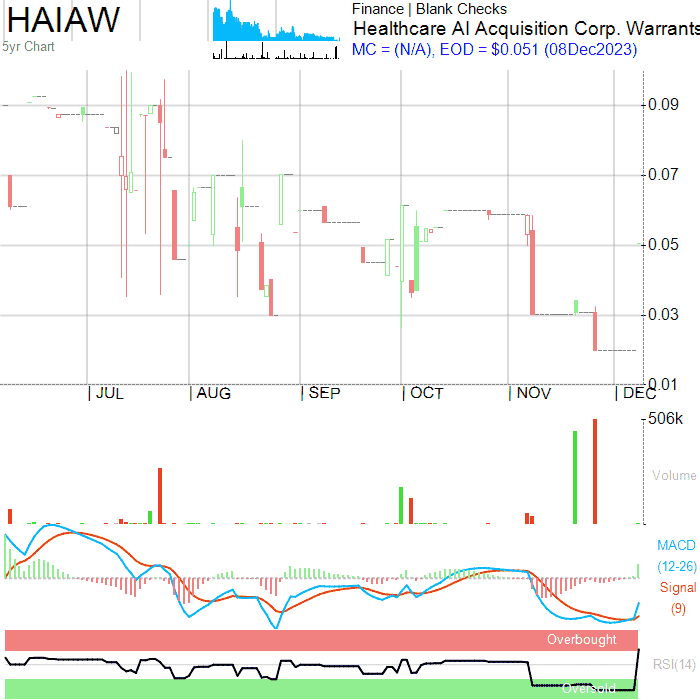 HAIAW
5yr Chart
Finance | Blank Checks
Healthcare AI Acquisition Corp. Warrants
MC = (N/A), EOD = $0.051 (08Dec2023)
0.09
0.07
0.05
0.03
0.01
JUL AUG SEP OCT NOV DEC
506k
Volume
MACD
(12-26)
Signal
(9)
Overbought
RSI(14)
Oversold